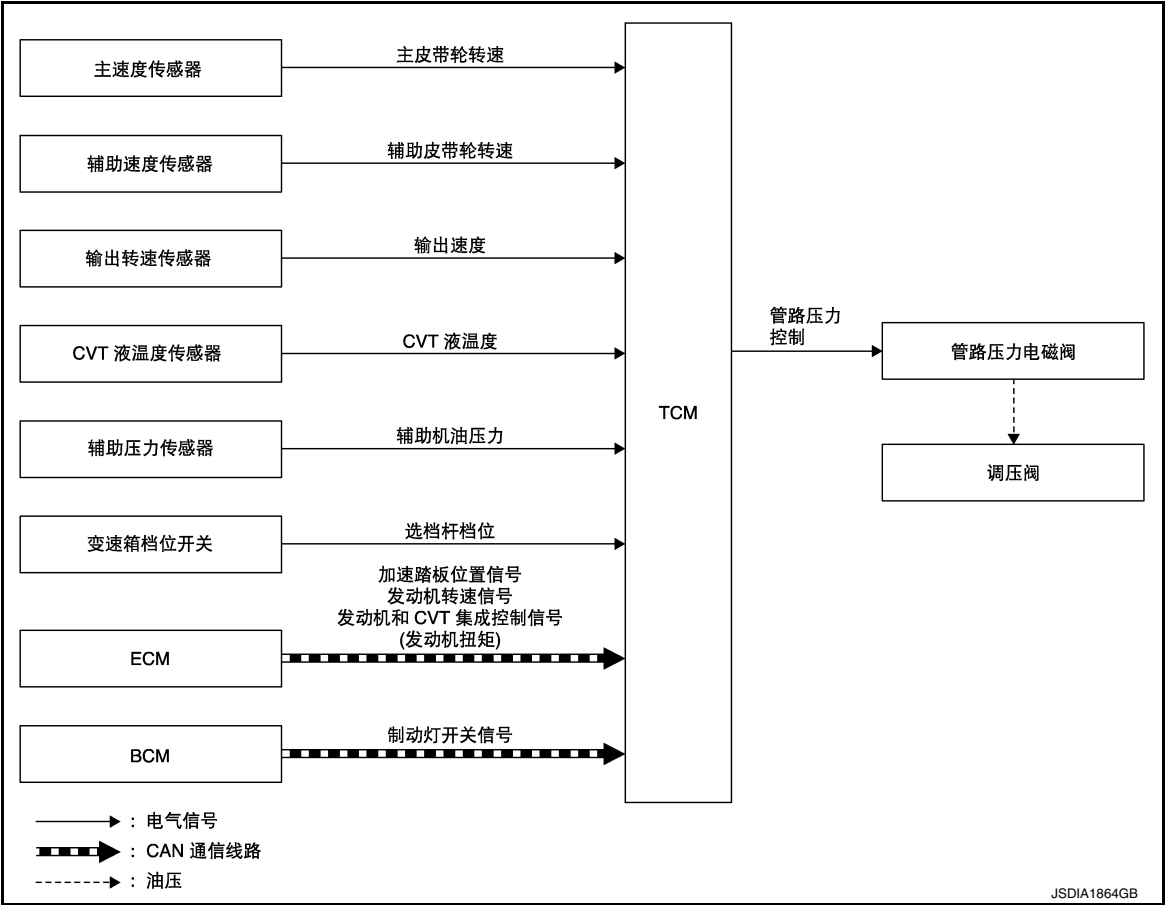 主速度传感器
主皮带轮转速
辅助速度传感器
辅助皮带轮转速
输出转速传感器
输出速度
CVT 液温度传感器
CVT 液温度
辅助压力传感器
辅助机油压力
变速箱档位开关
选档杆档位
ECM
加速踏板位置信号
发动机转速信号
发动机和 CVT 集成控制信号
(发动机扭矩)
BCM
制动灯开关信号
TCM
管路压力
控制
管路压力电磁阀
调压阀
: 电气信号
: CAN 通信线路
: 油压
JSDIA1864GB